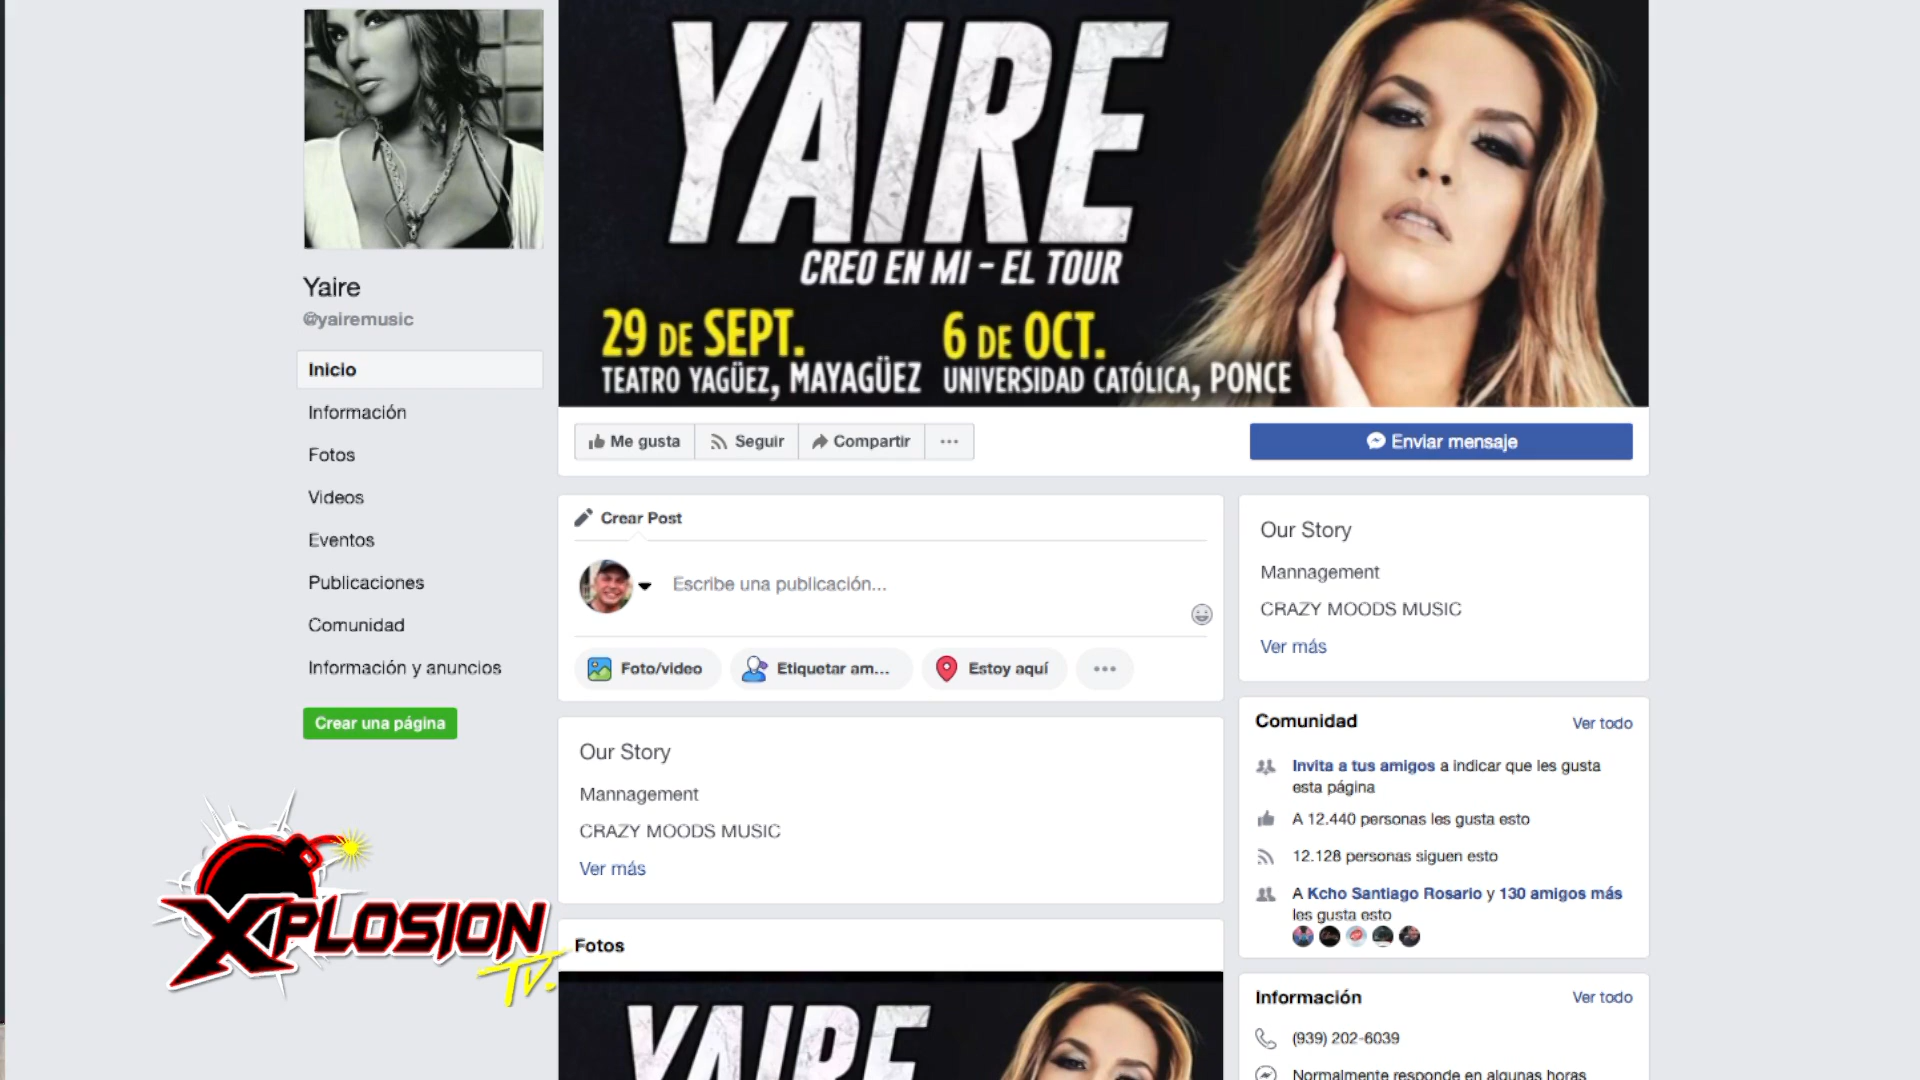 YAIRE
CREO EN MI - EL TOUR
29 DE SEPT.
TEATRO YAGÜEZ, MAYAGÜEZ
6 DE OCT.
UNIVERSIDAD CATÓLICA, PONCE
Yaire
@yairemusic
Inicio
Información
Fotos
Videos
Eventos
Publicaciones
Comunidad
Información y anuncios
Crear una página
Me gusta
Seguir
Compartir
Enviar mensaje
Crear Post
Escribe una publicación...
Foto/video
Etiquetar am...
Estoy aquí
Our Story
Mannagement
CRAZY MOODS MUSIC
Ver más
Fotos
YAIRE
Our Story
Mannagement
CRAZY MOODS MUSIC
Ver más
Comunidad
Ver todo
Invita a tus amigos a indicar que les gusta
esta página
A 12.440 personas les gusta esto
12.128 personas siguen esto
A Kcho Santiago Rosario y 130 amigos más
les gusta esto
Información
Ver todo
(939) 202-6039
Normalmente responde en algunas horas
XPLOSION
TV.